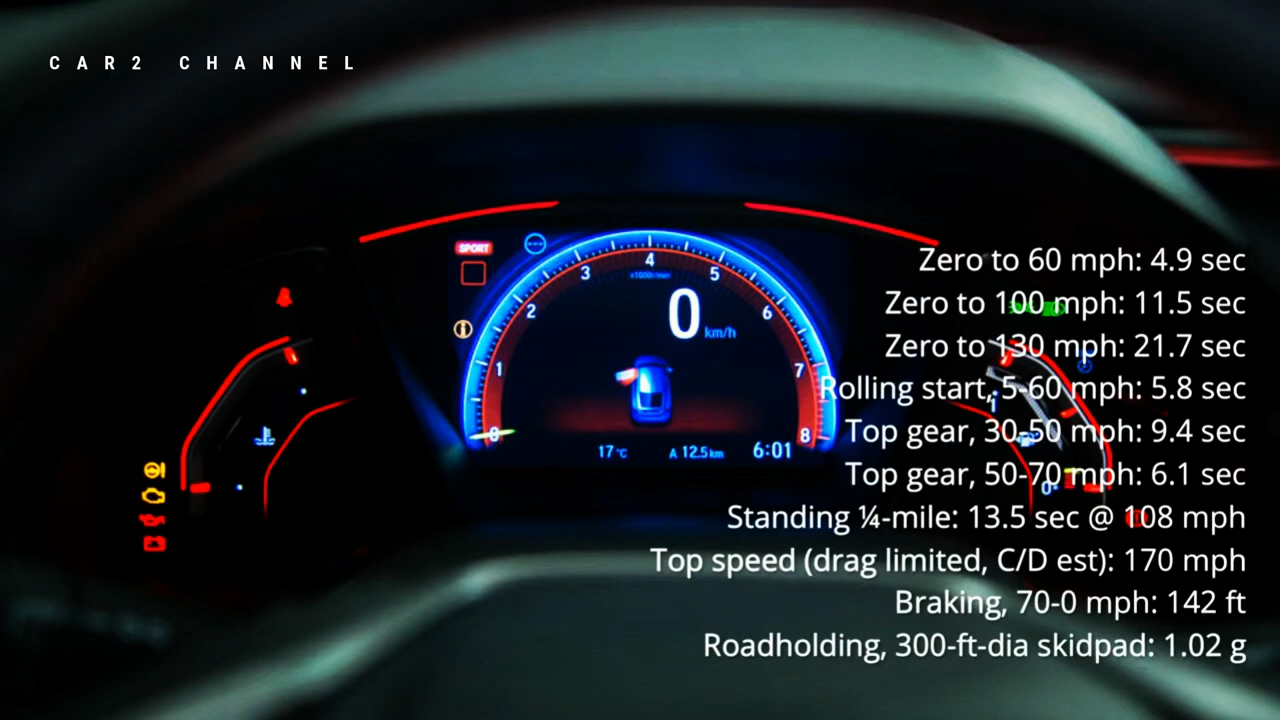 CAR2 CHANNEL
SPORT
4
3
5
x1000r/min
2
0
6
km/h
1
7
0
8
17°C
A 12.5km
6:01
Zero to 60 mph: 4.9 sec
Zero to 100 mph: 11.5 sec
Zero to 130 mph: 21.7 sec
Rolling start, 5-60 mph: 5.8 sec
Top gear, 30-50 mph: 9.4 sec
Top gear, 50-70 mph: 6.1 sec
Standing ¼-mile: 13.5 sec @ 108 mph
Top speed (drag limited, C/D est): 170 mph
Braking, 70-0 mph: 142 ft
Roadholding, 300-ft-dia skidpad: 1.02 g